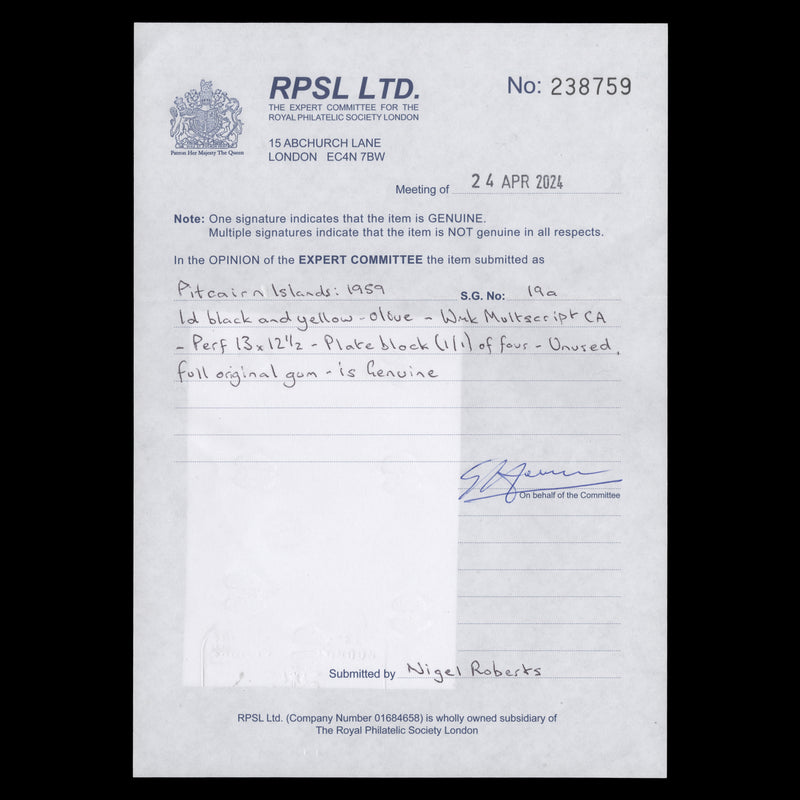 RPSL LTD.
THE EXPERT COMMITTEE FOR THE
ROYAL PHILATELIC SOCIETY LONDON
No: 238759
Patron Her Majesty The Queen
15 ABCHURCH LANE
LONDON EC4N 7BW
Meeting of 24 APR 2024
Note: One signature indicates that the item is GENUINE.
Multiple signatures indicate that the item is NOT genuine in all respects.
In the OPINION of the EXPERT COMMITTEE the item submitted as
Pitcairn Islands: 1959 S.G. No: 19a
1d black and yellow-olive - Wmk Multscript CA
- Perf 13 x 12½ - Plate block (1/1) of four - Unused,
full original gum - is Genuine
On behalf of the Committee
Submitted by Nigel Roberts
RPSL Ltd. (Company Number 01684658) is wholly owned subsidiary of
The Royal Philatelic Society London